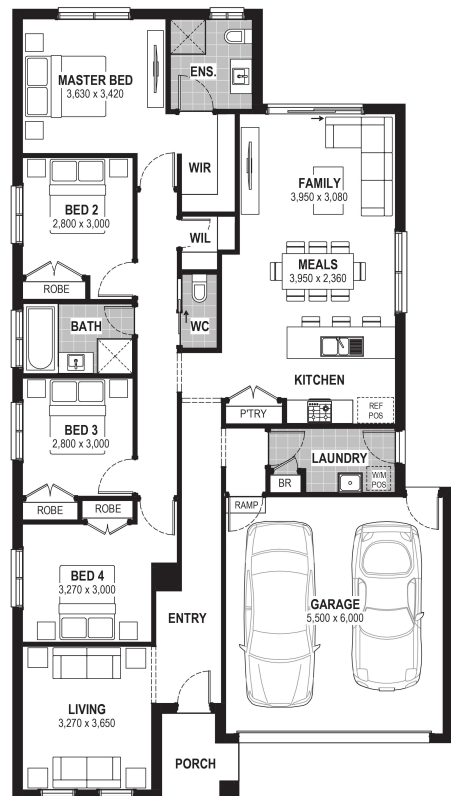 MASTER BED
3,630 x 3,420
ENS.
WIR
FAMILY
3,950 x 3,080
BED 2
2,800 x 3,000
WIL
MEALS
3,950 x 2,360
ROBE
BATH
WC
KITCHEN
BED 3
2,800 x 3,000
P'TRY
REF
POS
LAUNDRY
BR
W/M
POS
ROBE
ROBE
RAMP
BED 4
3,270 x 3,000
ENTRY
GARAGE
5,500 x 6,000
LIVING
3,270 x 3,650
PORCH